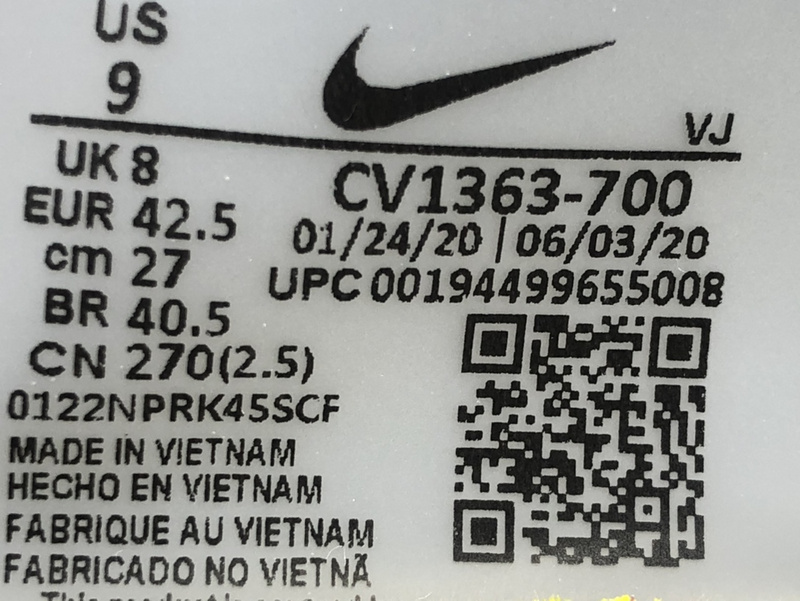 US
9
VJ
UK 8
CV1363-700
EUR 42.5
01/24/20 | 06/03/20
cm 27
UPC 00194499655008
BR 40.5
CN 270(2.5)
0122NPRK45SCF
MADE IN VIETNAM
HECHO EN VIETNAM
FABRIQUE AU VIETNAM
FABRICADO NO VIETNÃ
This product's